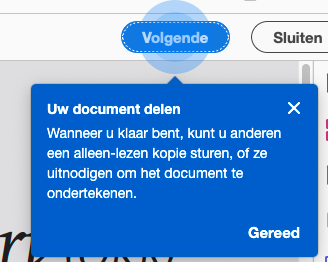 Volgende
Sluiten
Uw document delen
Wanneer u klaar bent, kunt u anderen
een alleen-lezen kopie sturen, of ze
uitnodigen om het document te
ondertekenen.
Gereed